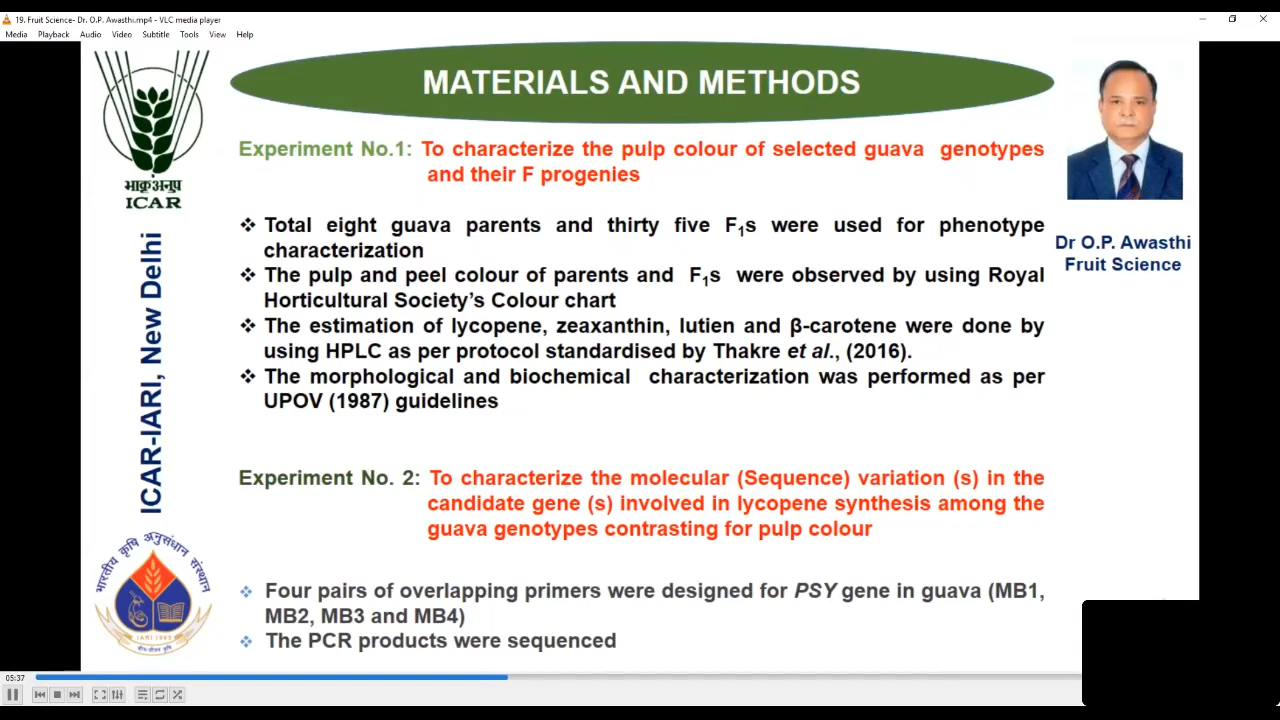 19. Fruit Science- Dr. O.P. Awasthi.mp4 - VLC media player
Media Playback Audio Video Subtitle Tools View Help
MATERIALS AND METHODS
भाकृअनुप
ICAR
ICAR-IARI, New Delhi
भारतीय कृषि अनुसंधान संस्थान
Dr O.P. Awasthi
Fruit Science
Experiment No.1: To characterize the pulp colour of selected guava genotypes
and their F progenies
❖ Total eight guava parents and thirty five F₁s were used for phenotype
characterization
❖ The pulp and peel colour of parents and F₁s were observed by using Royal
Horticultural Society’s Colour chart
❖ The estimation of lycopene, zeaxanthin, lutien and β-carotene were done by
using HPLC as per protocol standardised by Thakre et al., (2016).
❖ The morphological and biochemical characterization was performed as per
UPOV (1987) guidelines
Experiment No. 2: To characterize the molecular (Sequence) variation (s) in the
candidate gene (s) involved in lycopene synthesis among the
guava genotypes contrasting for pulp colour
❖ Four pairs of overlapping primers were designed for PSY gene in guava (MB1,
MB2, MB3 and MB4)
❖ The PCR products were sequenced
05:37